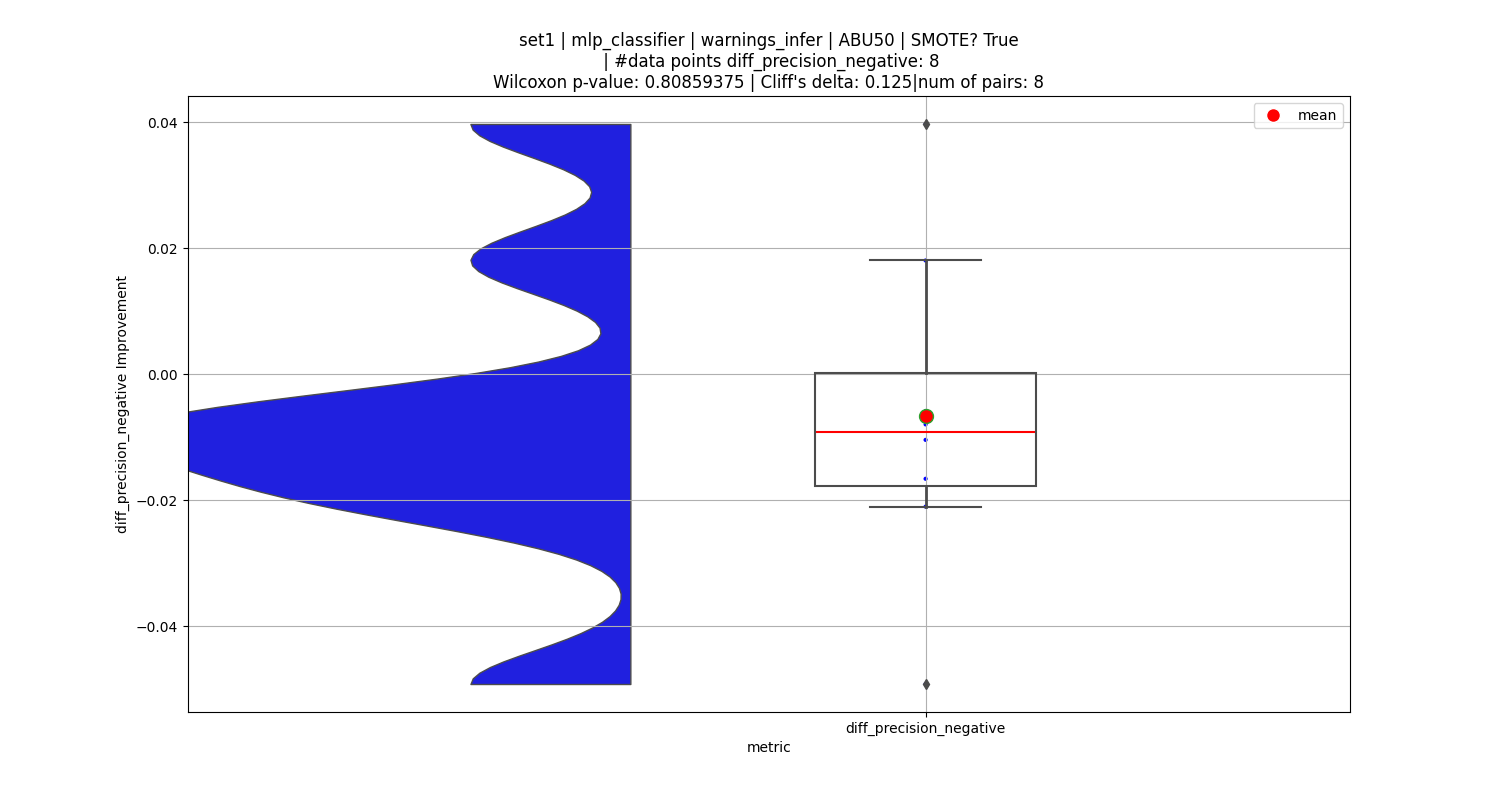 set1 | mlp_classifier | warnings_infer | ABU50 | SMOTE? True
| #data points diff_precision_negative: 8
Wilcoxon p-value: 0.80859375 | Cliff's delta: 0.125|num of pairs: 8
mean
0.04
0.02
0.00
−0.02
−0.04
diff_precision_negative Improvement
diff_precision_negative
metric